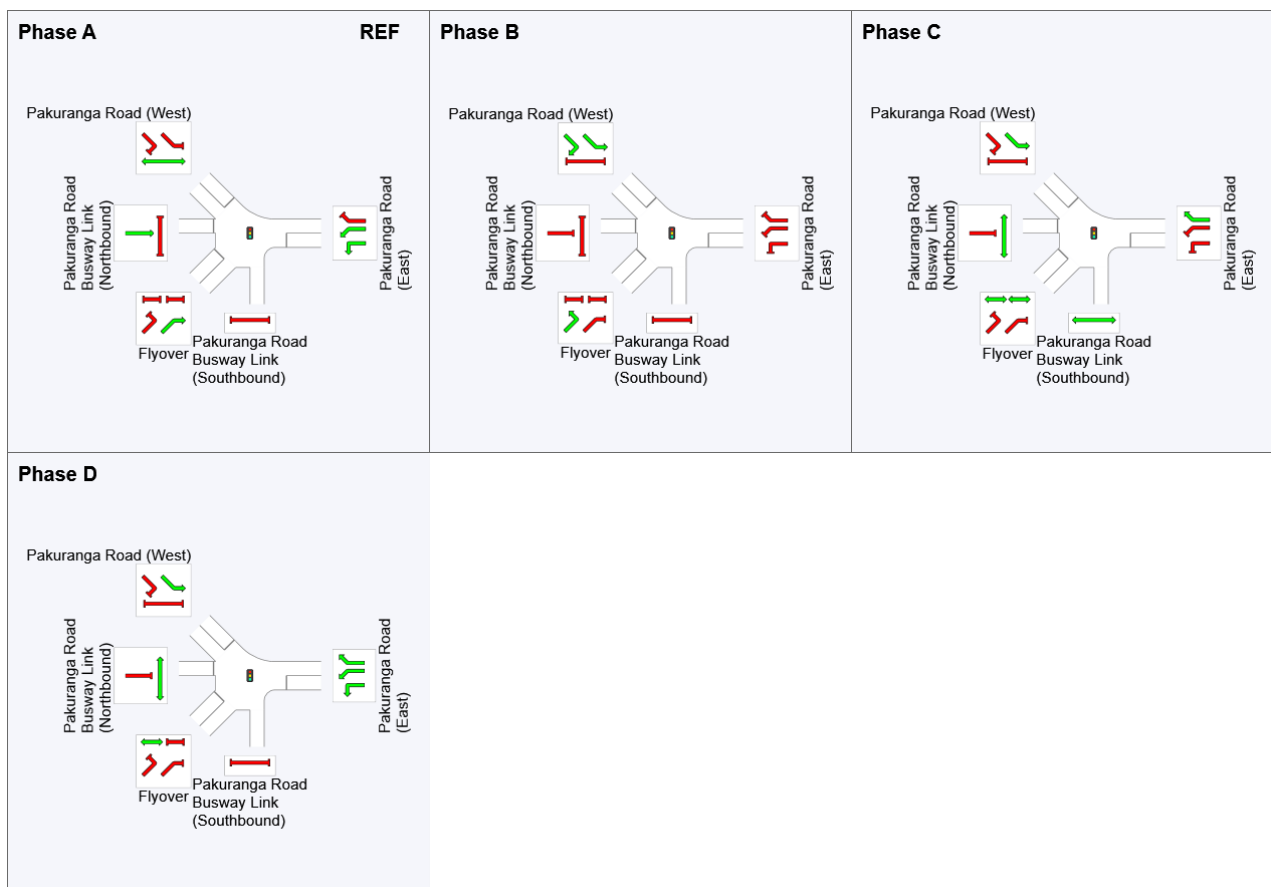 Phase A
REF
Pakuranga Road (West)
Pakuranga Road
Busway Link
(Northbound)
Pakuranga Road
(East)
Flyover
Pakuranga Road
Busway Link
(Southbound)
Phase B
Pakuranga Road (West)
Pakuranga Road
Busway Link
(Northbound)
Pakuranga Road
(East)
Flyover
Pakuranga Road
Busway Link
(Southbound)
Phase C
Pakuranga Road (West)
Pakuranga Road
Busway Link
(Northbound)
Pakuranga Road
(East)
Flyover
Pakuranga Road
Busway Link
(Southbound)
Phase D
Pakuranga Road (West)
Pakuranga Road
Busway Link
(Northbound)
Pakuranga Road
(East)
Flyover
Pakuranga Road
Busway Link
(Southbound)